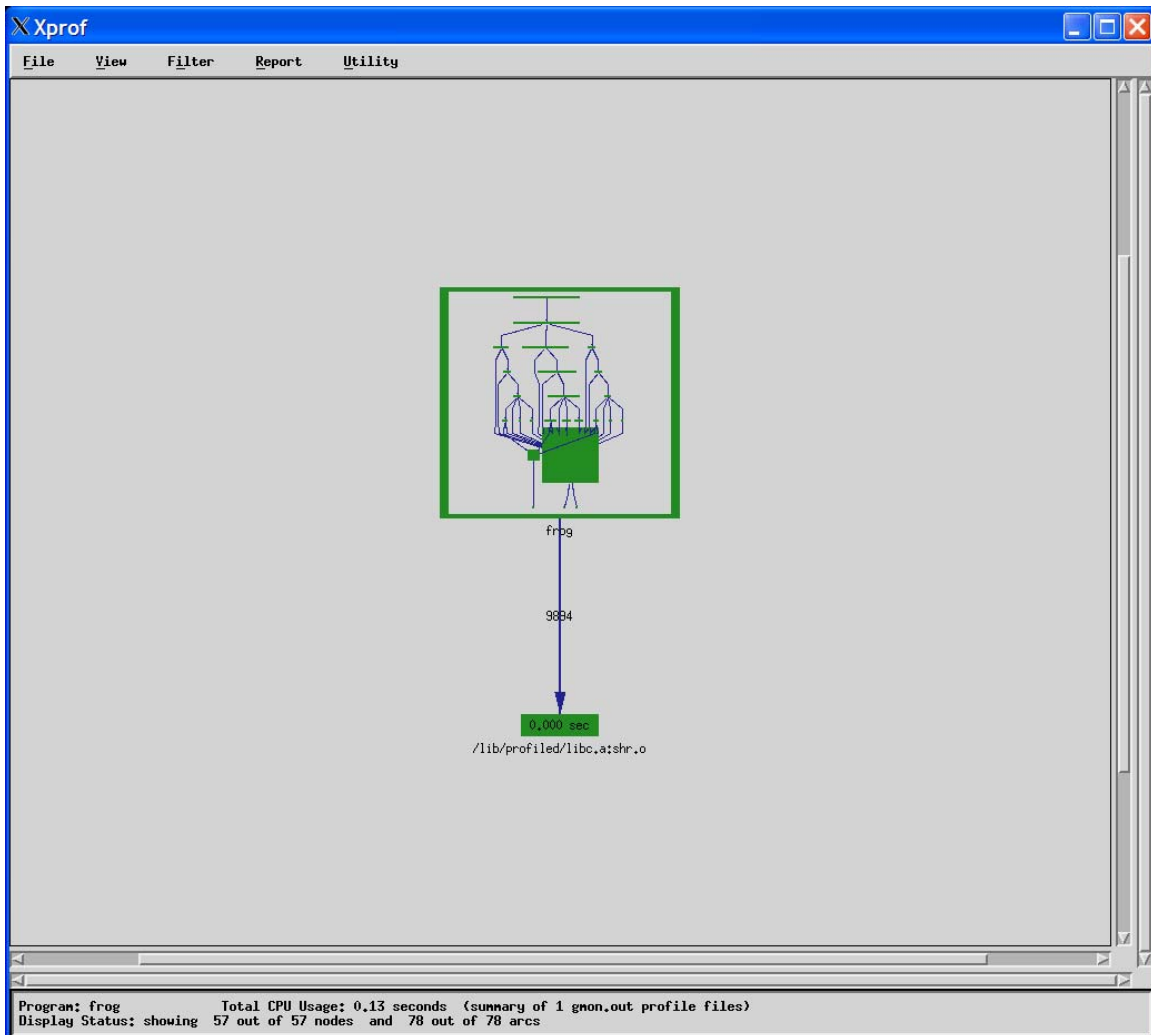 Xprof
File View Filter Report Utility
frog
9894
0.000 sec
/lib/profiled/libc.a:shr.o
Program: frog Total CPU Usage: 0.13 seconds (summary of 1 gmon.out profile files)
Display Status: showing 57 out of 57 nodes and 78 out of 78 arcs